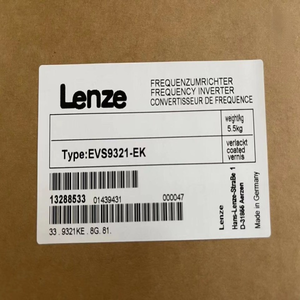 Lenze
FREQUENZUMRICHTER
FREQUENCY INVERTER
CONVERTISSEUR DE FREQUENCE
weight/kg
5.5kg
Type:EVS9321-EK
verlackt
coated
vernis
13288533
01439431
000047
33 . 9321KE . 8G. 81.
Lenze
Hans-Lenze-Straße 1
D-31855 Aerzen
Made in Germany